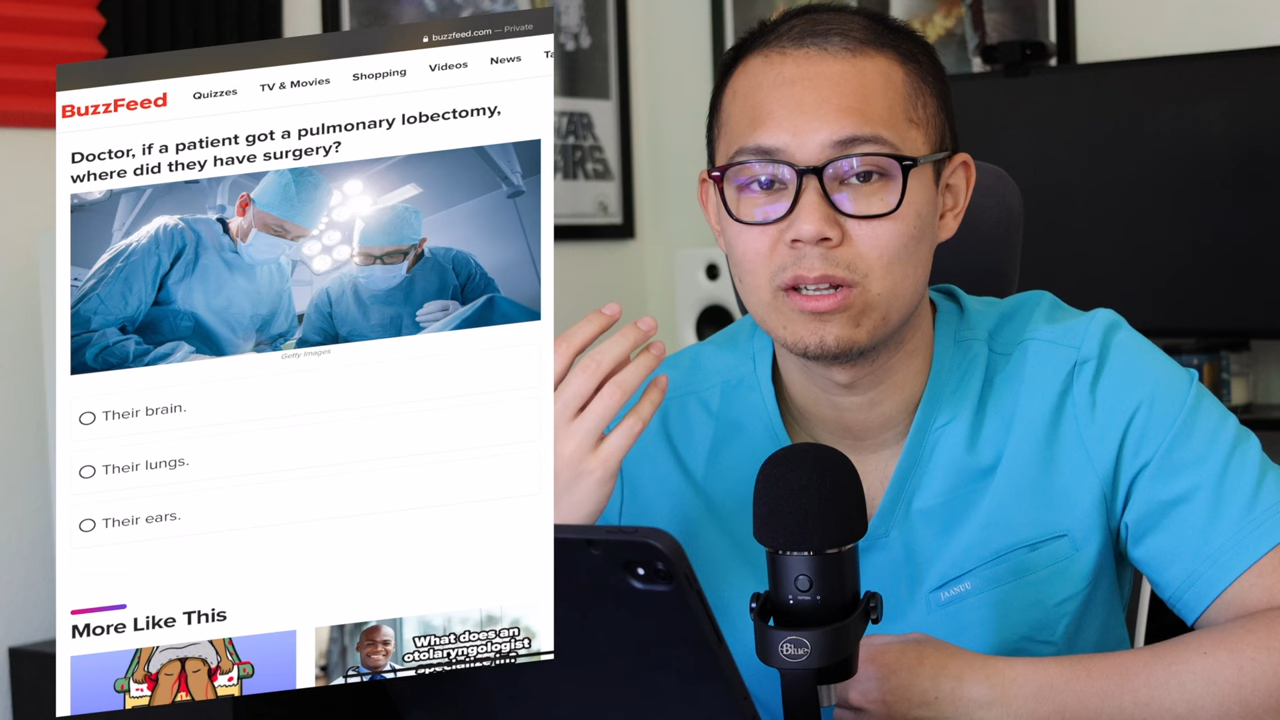 buzzfeed.com — Private
BuzzFeed
Quizzes
TV & Movies
Shopping
Videos
News
Doctor, if a patient got a pulmonary lobectomy,
where did they have surgery?
Getty Images
Their brain.
Their lungs.
Their ears.
More Like This
What does an
otolaryngologist
JAANUU
Blue